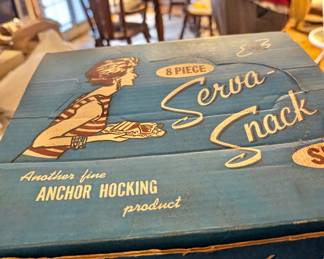 8 PIECE
Serva-
Snack
Another fine
ANCHOR HOCKING
product